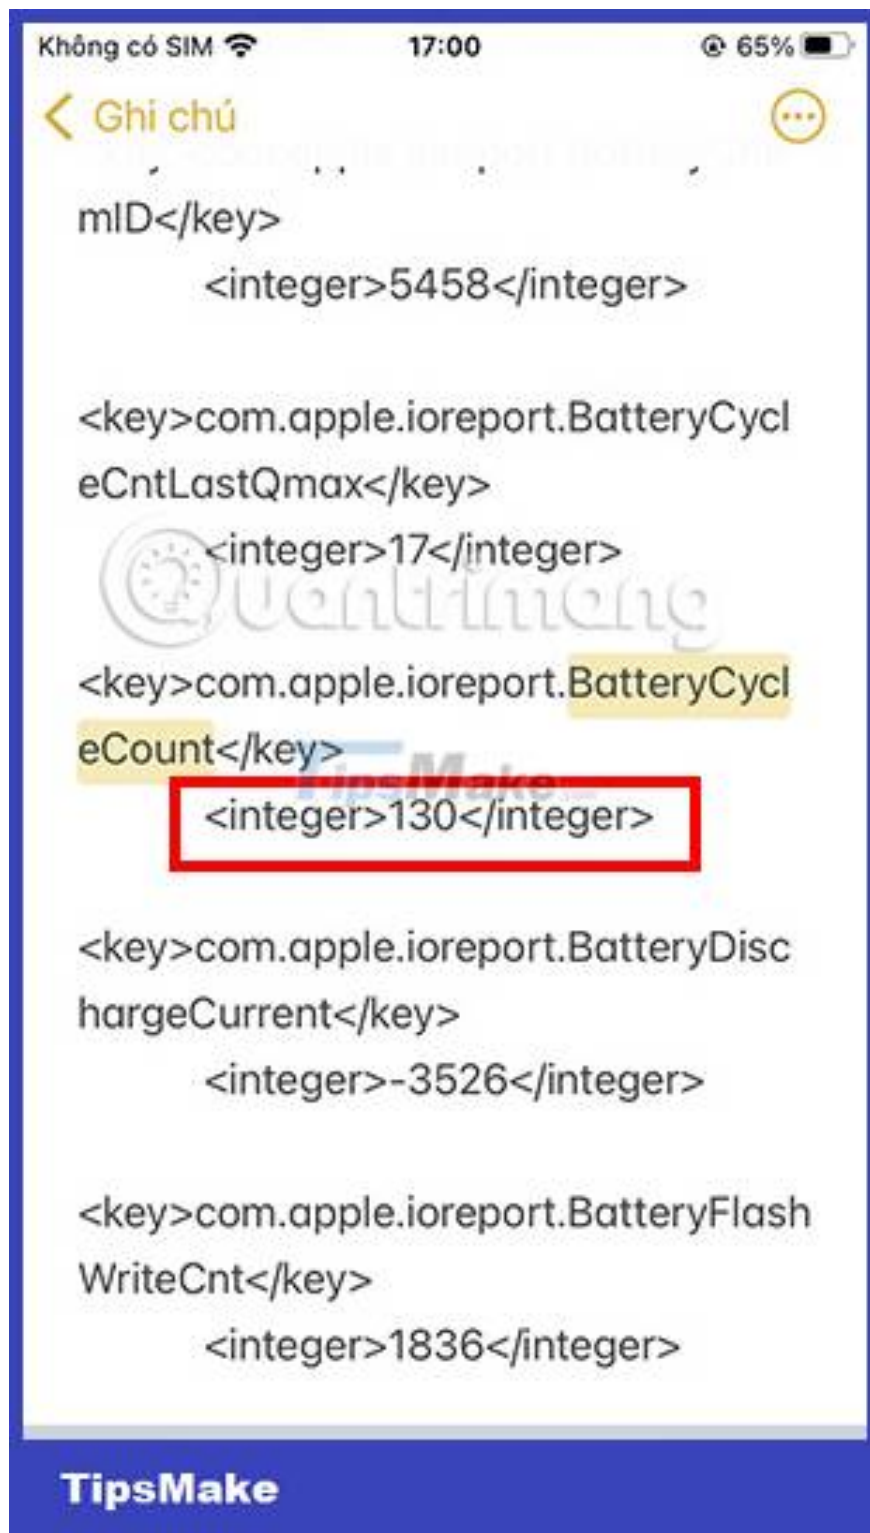 Không có SIM 17:00 65%
Ghi chú
mID</key>
<integer>5458</integer>
<key>com.apple.ioreport.BatteryCycl
eCntLastQmax</key>
<integer>17</integer>
Quantrimang
<key>com.apple.ioreport.BatteryCycl
eCount</key>
TipsMake
<integer>130</integer>
<key>com.apple.ioreport.BatteryDisc
hargeCurrent</key>
<integer>-3526</integer>
<key>com.apple.ioreport.BatteryFlash
WriteCnt</key>
<integer>1836</integer>
TipsMake